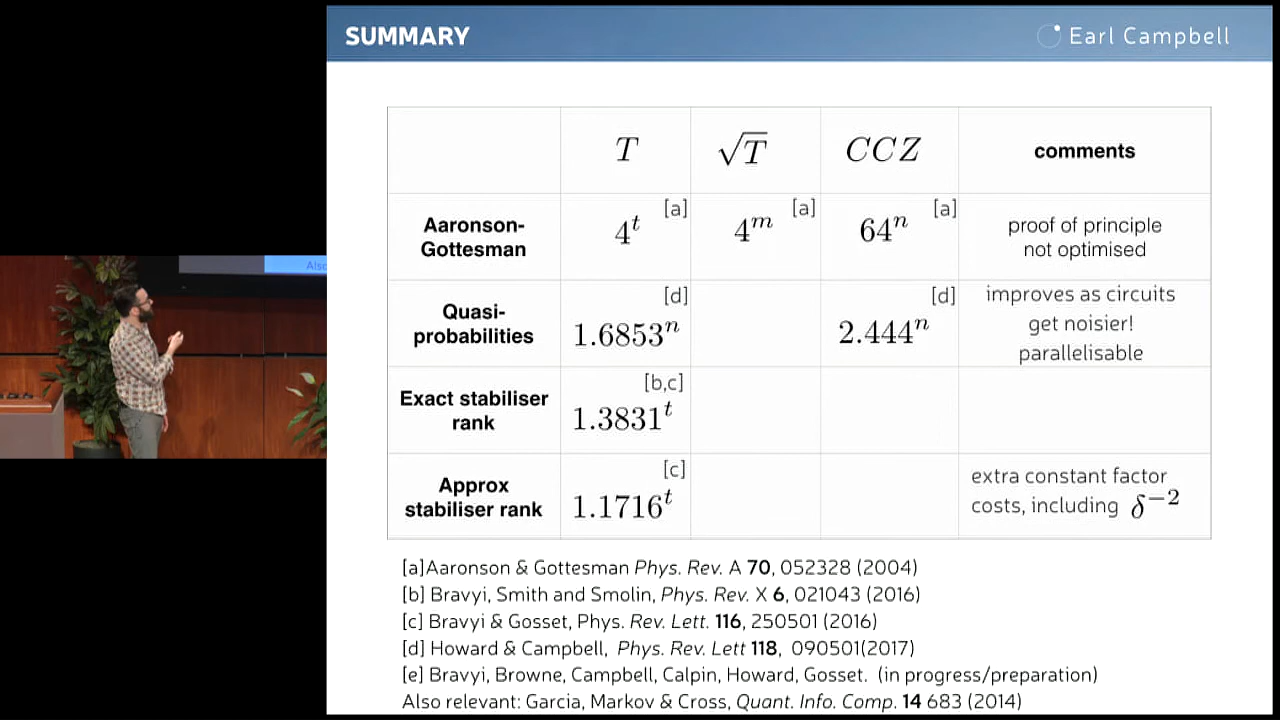 SUMMARY
Earl Campbell
T √T CCZ comments
Aaronson-
Gottesman
4^t [a]
4^m [a]
64^n [a]
proof of principle
not optimised
Quasi-
probabilities
1.6853^n [d]
2.444^n [d]
improves as circuits
get noisier!
parallelisable
Exact stabiliser
rank
1.3831^t [b,c]
Approx
stabiliser rank
1.1716^t [c]
extra constant factor
costs, including δ^−2
[a]Aaronson & Gottesman Phys. Rev. A 70, 052328 (2004)
[b] Bravyi, Smith and Smolin, Phys. Rev. X 6, 021043 (2016)
[c] Bravyi & Gosset, Phys. Rev. Lett. 116, 250501 (2016)
[d] Howard & Campbell, Phys. Rev. Lett 118, 090501(2017)
[e] Bravyi, Browne, Campbell, Calpin, Howard, Gosset. (in progress/preparation)
Also relevant: Garcia, Markov & Cross, Quant. Info. Comp. 14 683 (2014)
Also